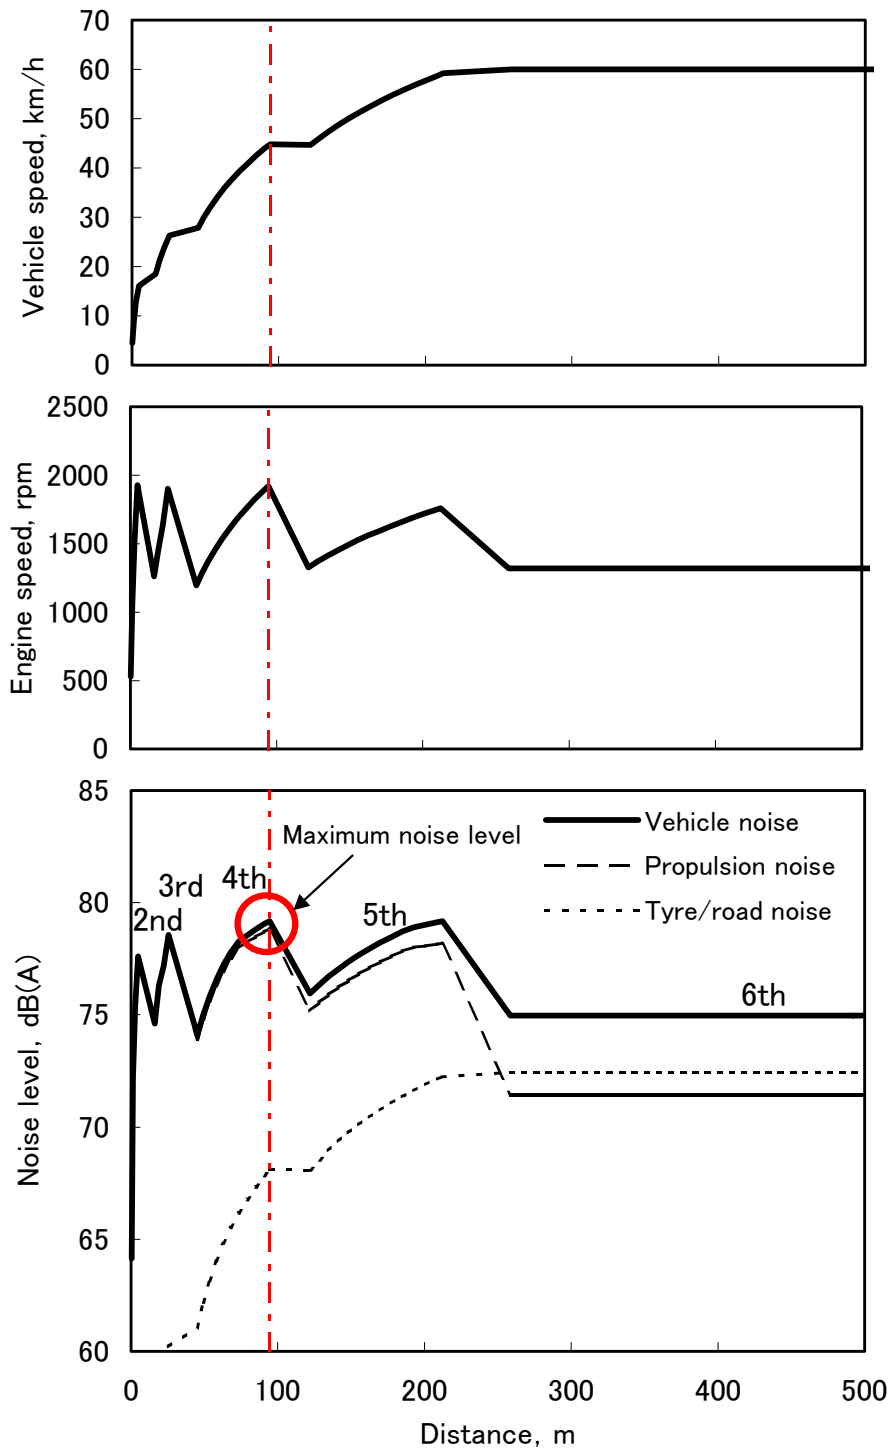 70
60
50
40
30
20
10
0
Vehicle speed, km/h
2500
2000
1500
1000
500
0
Engine speed, rpm
85
80
75
70
65
60
Noise level, dB(A)
Maximum noise level
Vehicle noise
Propulsion noise
Tyre/road noise
2nd
3rd
4th
5th
6th
0 100 200 300 400 500
Distance, m